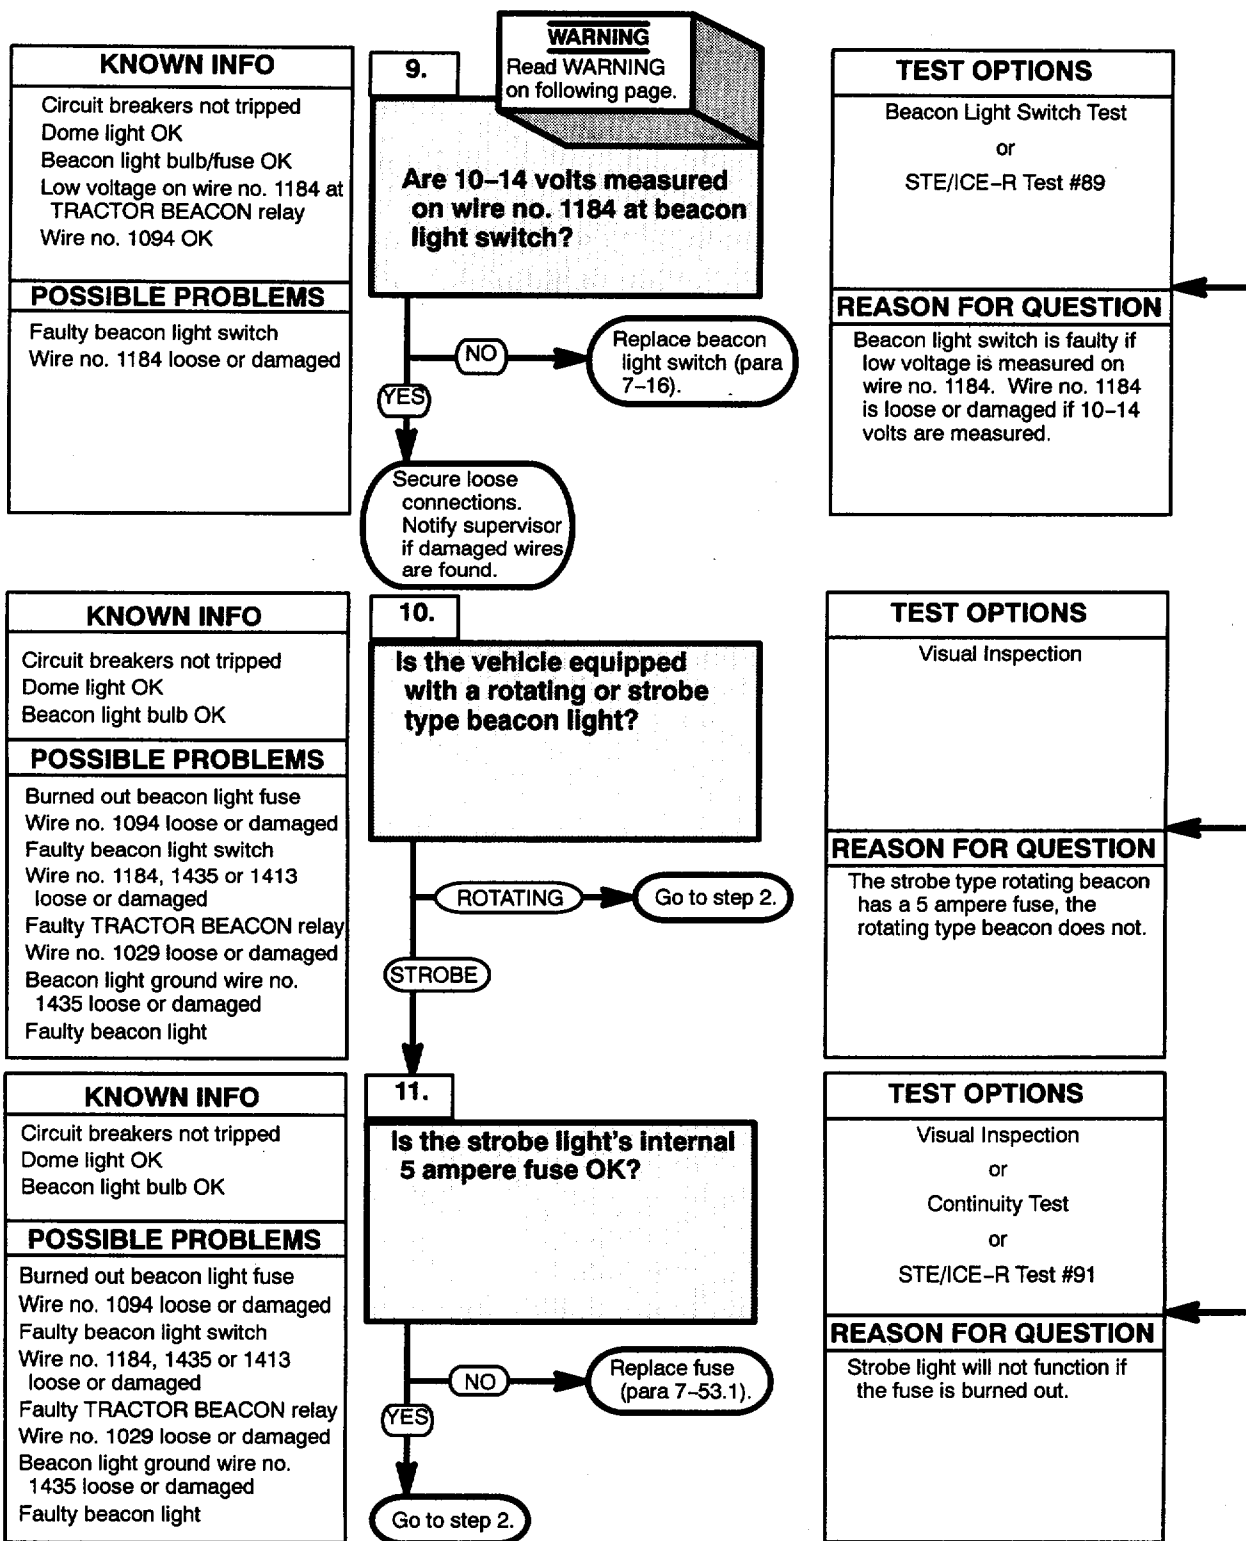 KNOWN INFO
Circuit breakers not tripped
Dome light OK
Beacon light bulb/fuse OK
Low voltage on wire no. 1184 at
TRACTOR BEACON relay
Wire no. 1094 OK
POSSIBLE PROBLEMS
Faulty beacon light switch
Wire no. 1184 loose or damaged
9.
WARNING
Read WARNING
on following page.
Are 10–14 volts measured
on wire no. 1184 at beacon
light switch?
NO
Replace beacon
light switch (para
7–16).
YES
Secure loose
connections.
Notify supervisor
if damaged wires
are found.
TEST OPTIONS
Beacon Light Switch Test
or
STE/ICE–R Test #89
REASON FOR QUESTION
Beacon light switch is faulty if
low voltage is measured on
wire no. 1184. Wire no. 1184
is loose or damaged if 10–14
volts are measured.
KNOWN INFO
Circuit breakers not tripped
Dome light OK
Beacon light bulb OK
POSSIBLE PROBLEMS
Burned out beacon light fuse
Wire no. 1094 loose or damaged
Faulty beacon light switch
Wire no. 1184, 1435 or 1413
loose or damaged
Faulty TRACTOR BEACON relay
Wire no. 1029 loose or damaged
Beacon light ground wire no.
1435 loose or damaged
Faulty beacon light
10.
Is the vehicle equipped
with a rotating or strobe
type beacon light?
ROTATING
Go to step 2.
STROBE
TEST OPTIONS
Visual Inspection
REASON FOR QUESTION
The strobe type rotating beacon
has a 5 ampere fuse, the
rotating type beacon does not.
KNOWN INFO
Circuit breakers not tripped
Dome light OK
Beacon light bulb OK
POSSIBLE PROBLEMS
Burned out beacon light fuse
Wire no. 1094 loose or damaged
Faulty beacon light switch
Wire no. 1184, 1435 or 1413
loose or damaged
Faulty TRACTOR BEACON relay
Wire no. 1029 loose or damaged
Beacon light ground wire no.
1435 loose or damaged
Faulty beacon light
11.
Is the strobe light's internal
5 ampere fuse OK?
NO
Replace fuse
(para 7–53.1).
YES
Go to step 2.
TEST OPTIONS
Visual Inspection
or
Continuity Test
or
STE/ICE–R Test #91
REASON FOR QUESTION
Strobe light will not function if
the fuse is burned out.